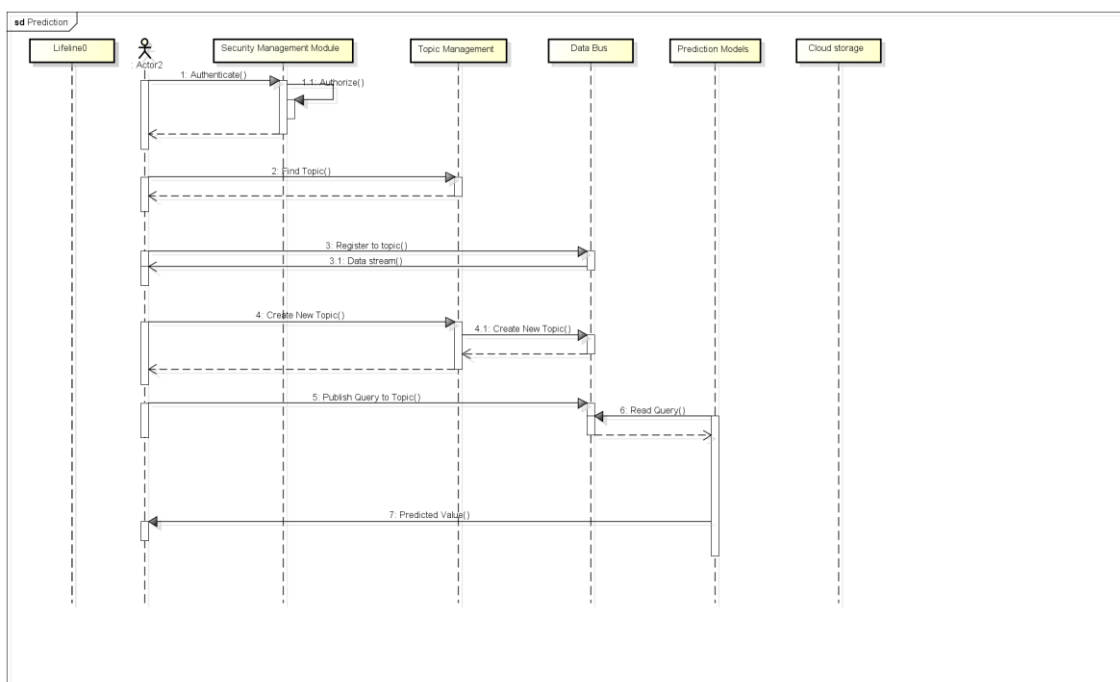 sd Prediction
Lifeline0
: Actor2
Security Management Module
Topic Management
Data Bus
Prediction Models
Cloud storage
1: Authenticate()
1.1: Authorize()
2: Find Topic()
3: Register to topic()
3.1: Data stream()
4: Create New Topic()
4.1: Create New Topic()
5: Publish Query to Topic()
6: Read Query()
7: Predicted Value()